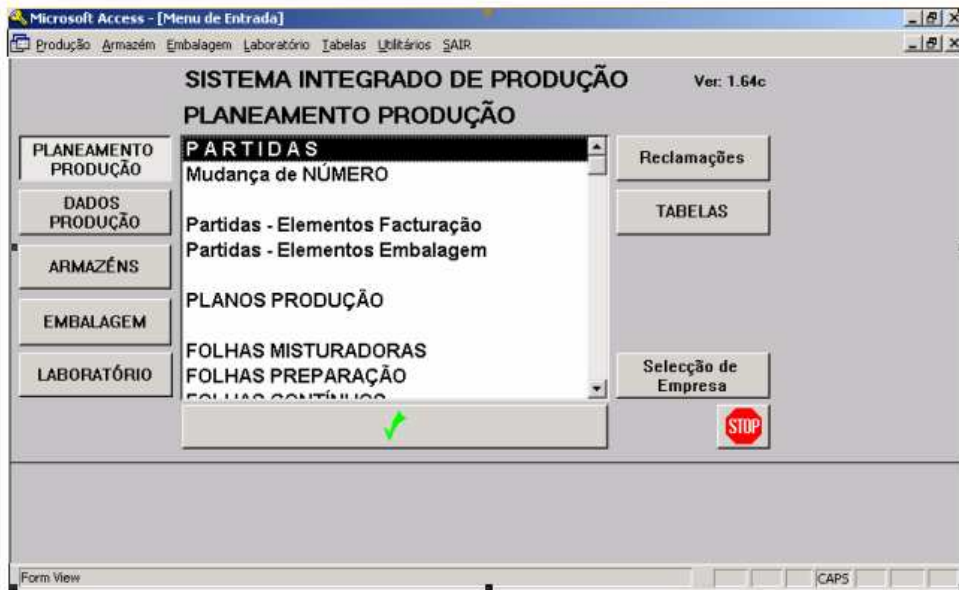 Microsoft Access - [Menu de Entrada]
Produção Armazém Embalagem Laboratório Tabelas Utilitários SAIR
SISTEMA INTEGRADO DE PRODUÇÃO Ver: 1.64c
PLANEAMENTO PRODUÇÃO
PLANEAMENTO
PRODUÇÃO
DADOS
PRODUÇÃO
ARMAZÉNS
EMBALAGEM
LABORATÓRIO
PARTIDAS
Mudança de NÚMERO
Partidas - Elementos Facturação
Partidas - Elementos Embalagem
PLANOS PRODUÇÃO
FOLHAS MISTURADORAS
FOLHAS PREPARAÇÃO
FOLHAS CONTÍNUOS
Reclamações
TABELAS
Selecção de
Empresa
STOP
Form View
CAPS